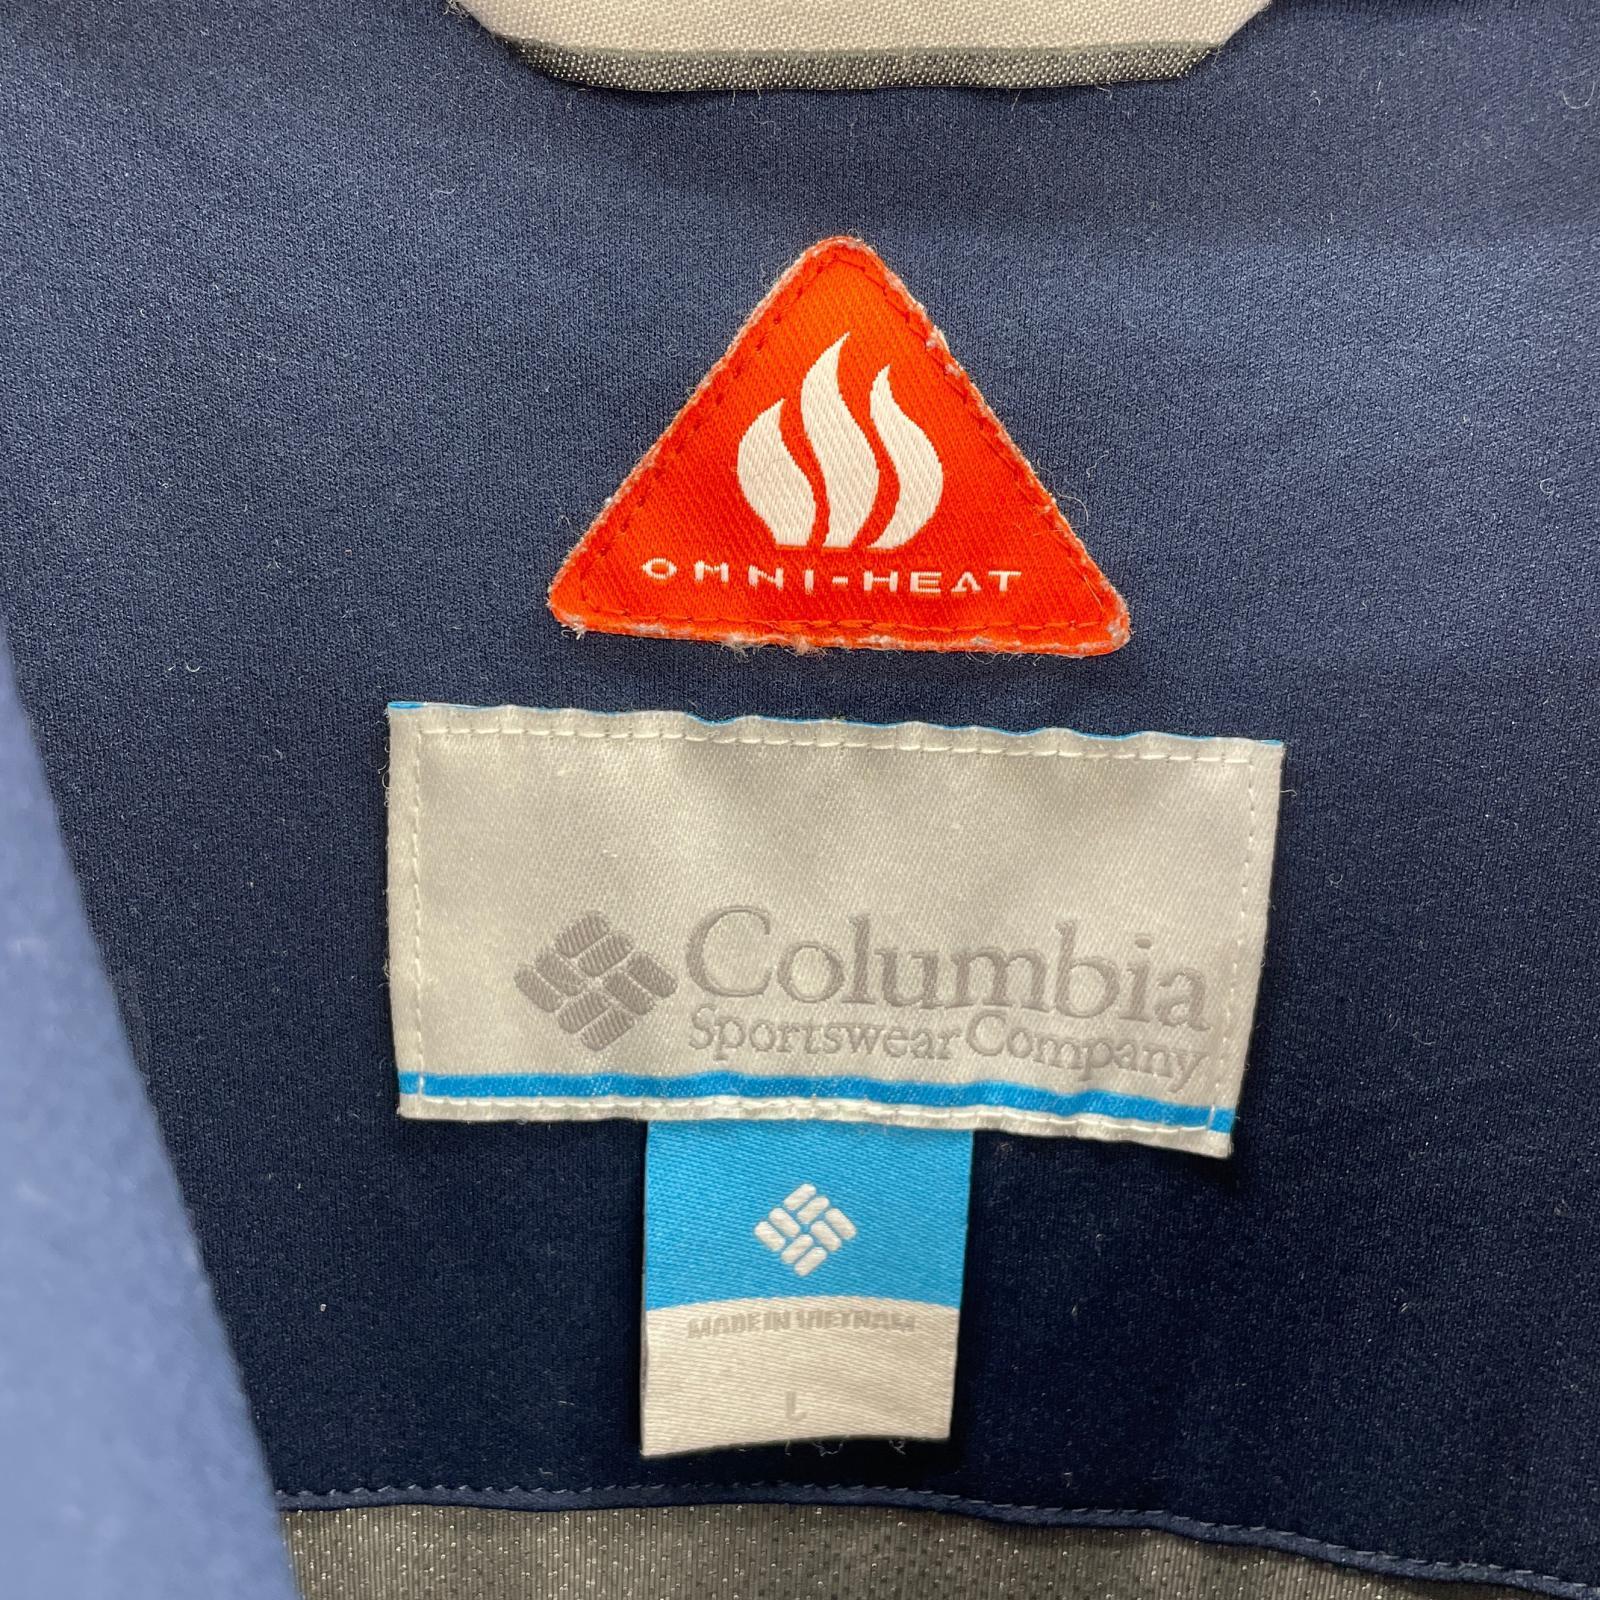 OMNI-HEAT
Columbia
Sportswear Company
MADE IN VIETNAM
L